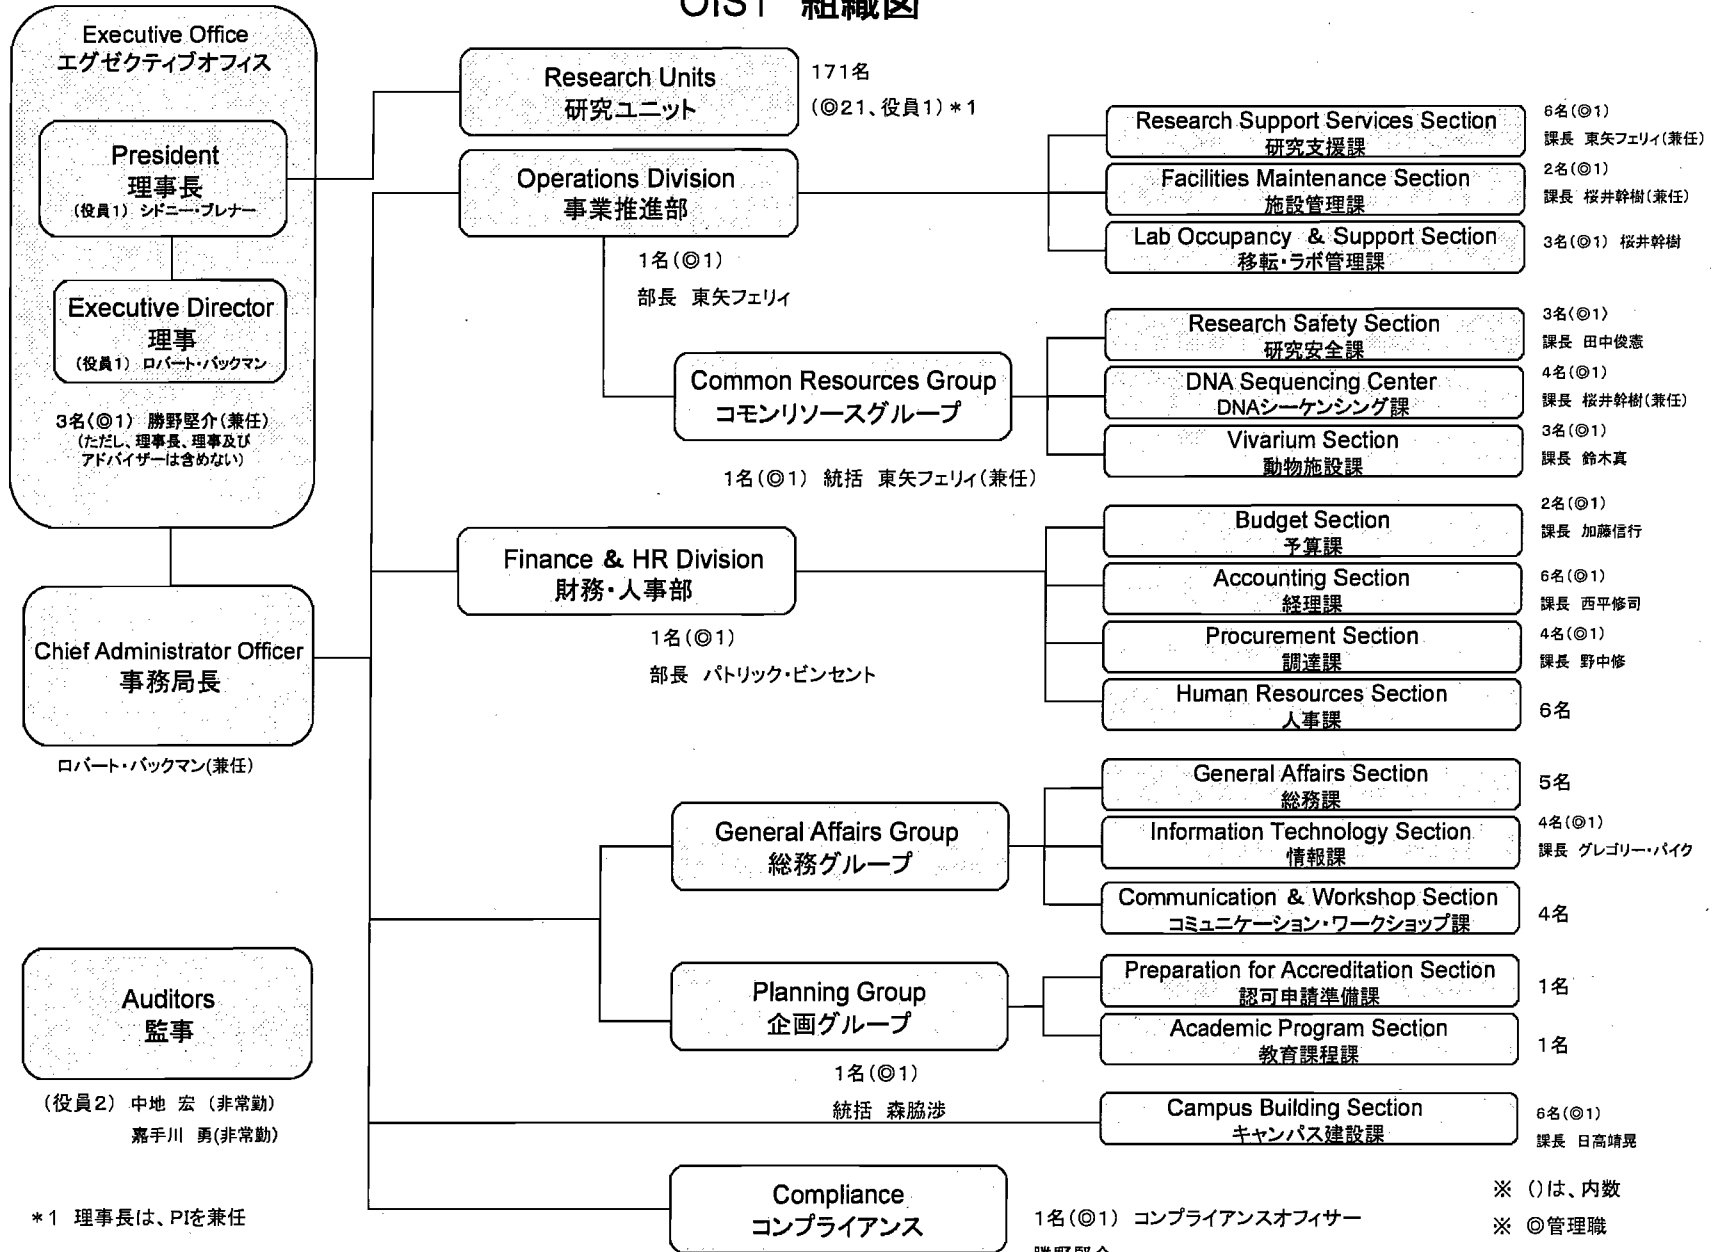 OIST 組織図
Executive Office
エグゼクティブオフィス
President
理事長
(役員1) シドニー・ブレナー
Executive Director
理事
(役員1) ロバート・バックマン
3名(◎1) 勝野堅介(兼任)
(ただし、理事長、理事及び
アドバイザーは含めない)
Chief Administrator Officer
事務局長
ロバート・バックマン(兼任)
Auditors
監事
(役員2) 中地 宏 (非常勤)
嘉手川 勇(非常勤)
*1 理事長は、PIを兼任
Research Units
研究ユニット
171名
(◎21、役員1)*1
Operations Division
事業推進部
1名(◎1)
部長 東矢フェリィ
Research Support Services Section
研究支援課
6名(◎1)
課長 東矢フェリィ(兼任)
Facilities Maintenance Section
施設管理課
2名(◎1)
課長 桜井幹樹(兼任)
Lab Occupancy & Support Section
移転・ラボ管理課
3名(◎1) 桜井幹樹
Common Resources Group
コモンリソースグループ
1名(◎1) 統括 東矢フェリィ(兼任)
Research Safety Section
研究安全課
3名(◎1)
課長 田中俊憲
DNA Sequencing Center
DNAシーケンシング課
4名(◎1)
課長 桜井幹樹(兼任)
Vivarium Section
動物施設課
3名(◎1)
課長 鈴木真
Finance & HR Division
財務・人事部
1名(◎1)
部長 パトリック・ビンセント
Budget Section
予算課
2名(◎1)
課長 加藤信行
Accounting Section
経理課
6名(◎1)
課長 西平修司
Procurement Section
調達課
4名(◎1)
課長 野中修
Human Resources Section
人事課
6名
General Affairs Group
総務グループ
General Affairs Section
総務課
5名
Information Technology Section
情報課
4名(◎1)
課長 グレゴリー・パイク
Communication & Workshop Section
コミュニケーション・ワークショップ課
4名
Planning Group
企画グループ
1名(◎1)
統括 森脇渉
Preparation for Accreditation Section
認可申請準備課
1名
Academic Program Section
教育課程課
1名
Campus Building Section
キャンパス建設課
6名(◎1)
課長 日高靖晃
Compliance
コンプライアンス
1名(◎1) コンプライアンスオフィサー
勝野堅介
※ ()は、内数
※ ◎管理職